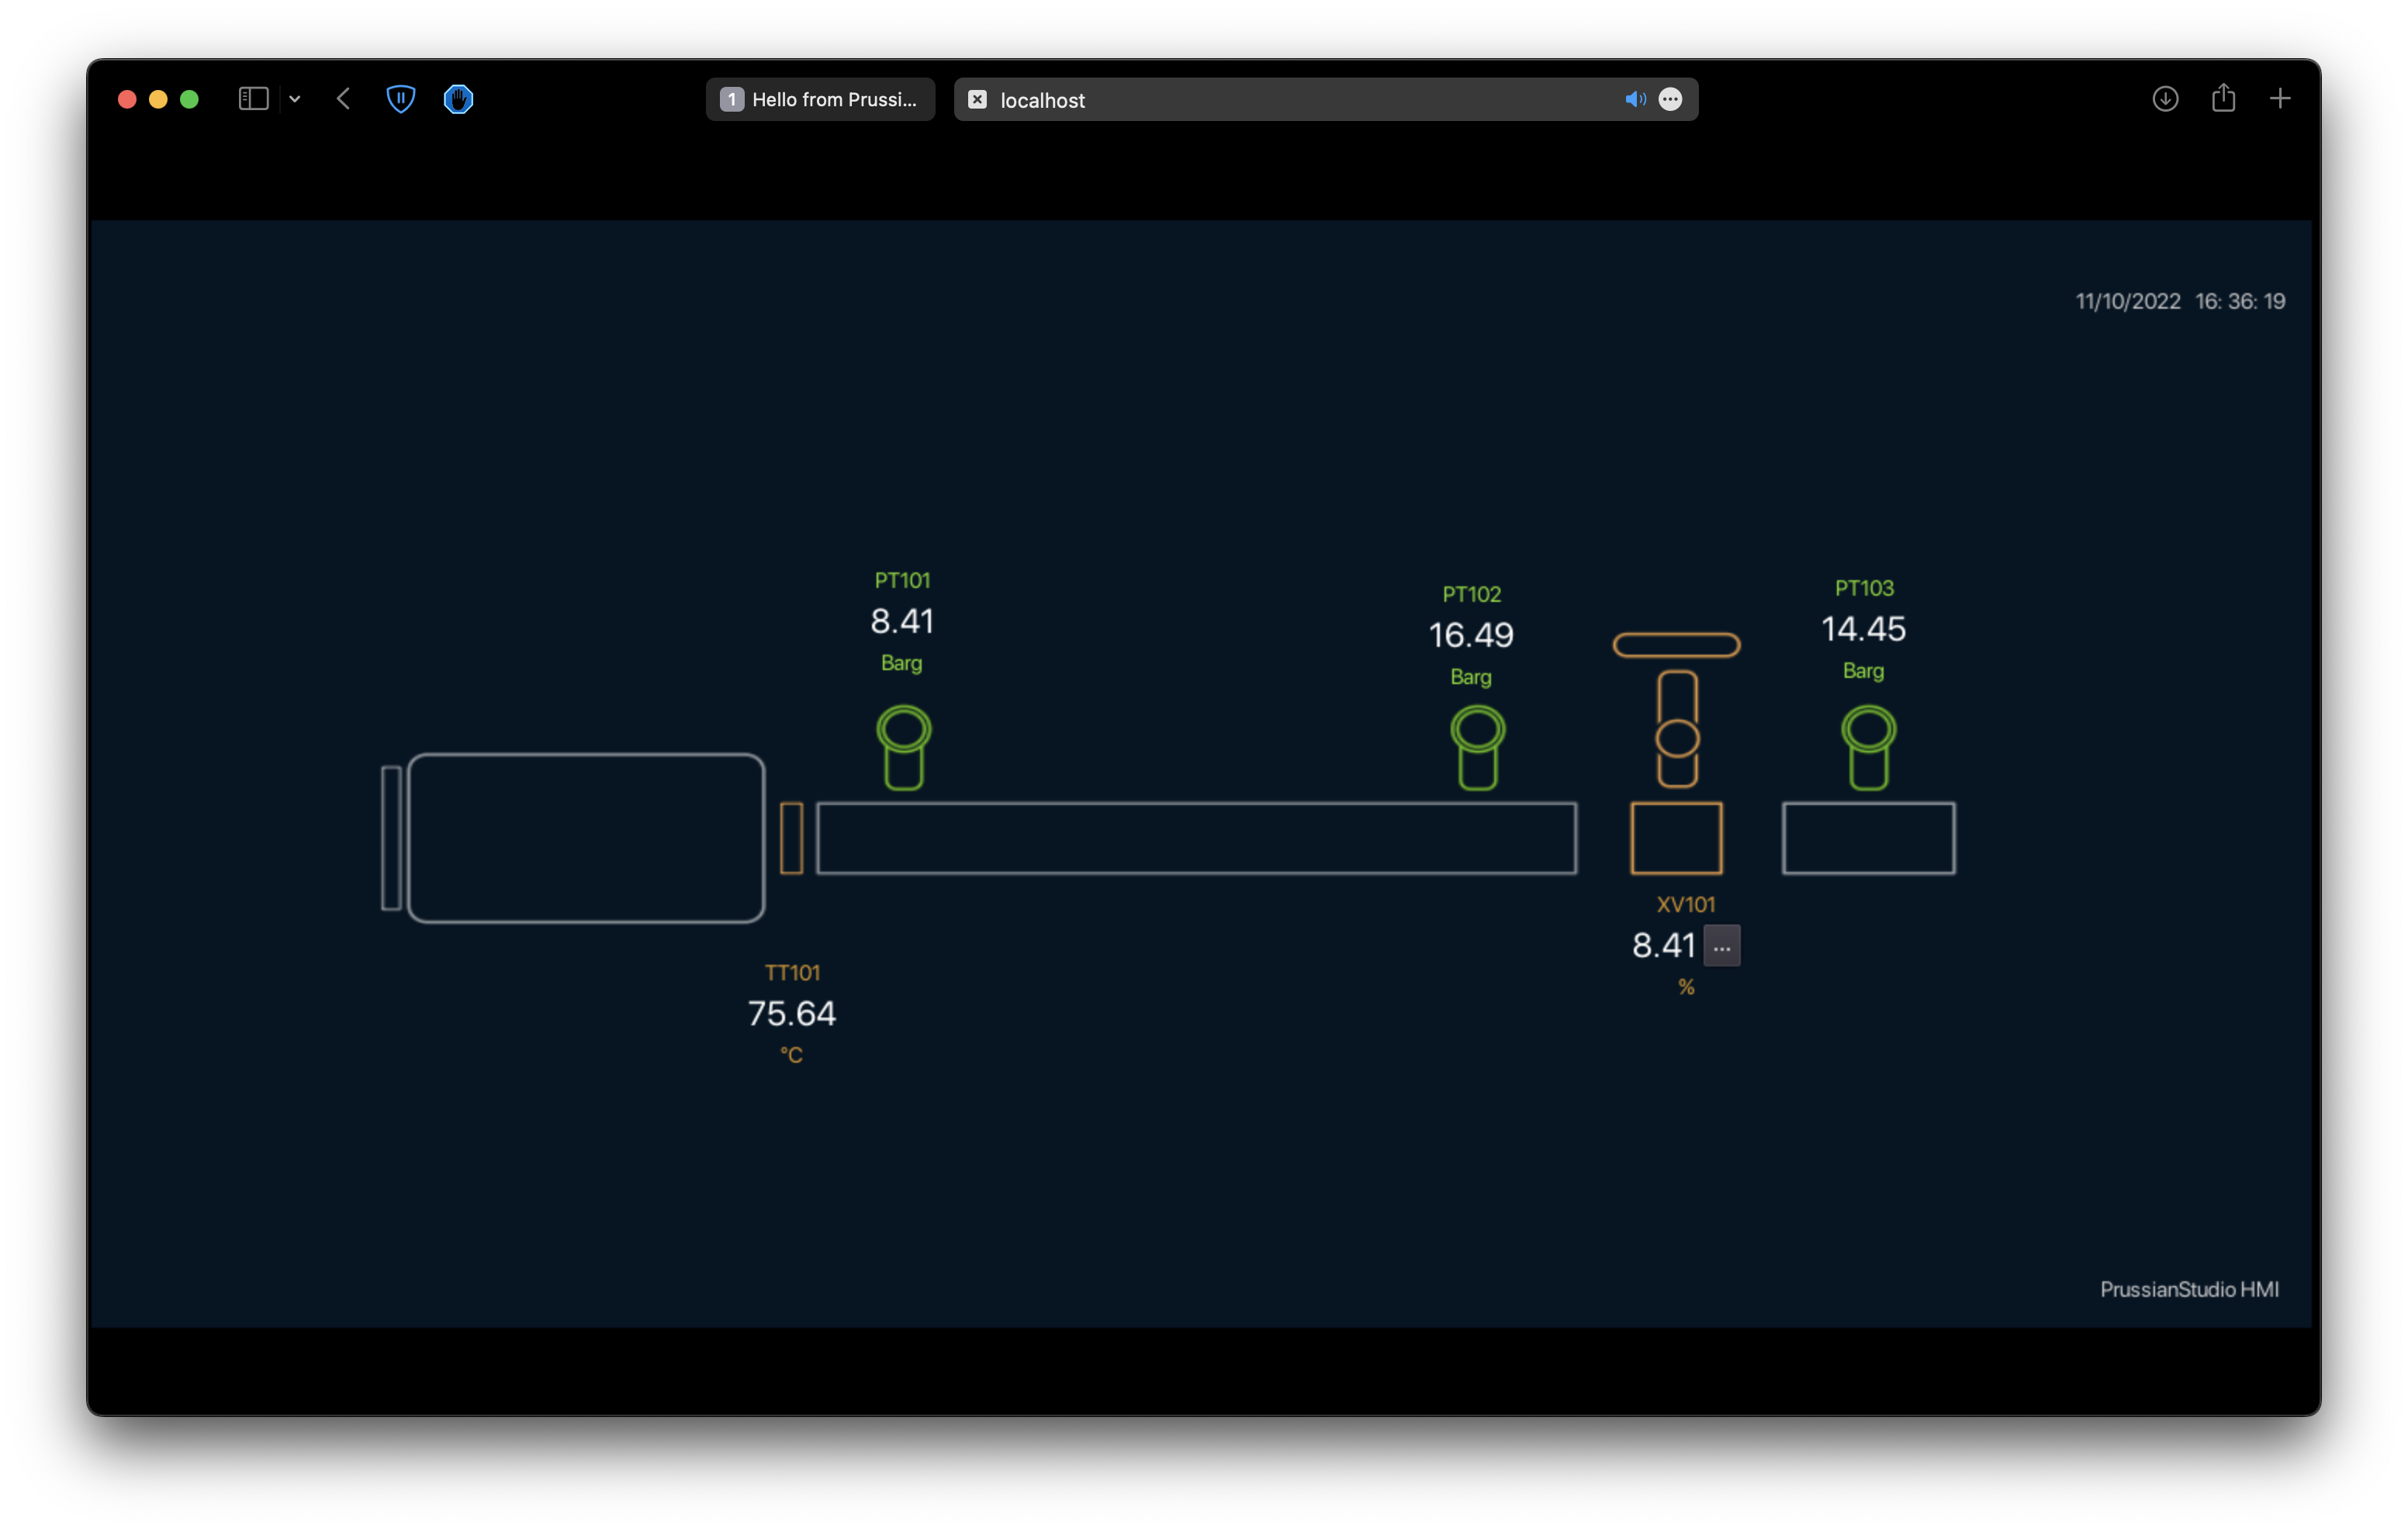 1 Hello from Prussi...
localhost
11/10/2022 16: 36: 19
PT101
8.41
Barg
PT102
16.49
Barg
PT103
14.45
Barg
XV101
8.41 ...
%
TT101
75.64
°C
PrussianStudio HMI